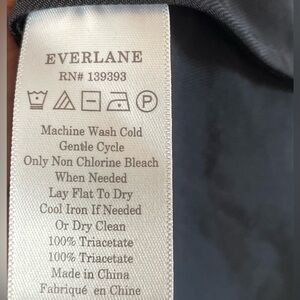 EVERLANE
RN# 139393
P
Machine Wash Cold
Gentle Cycle
Only Non Chlorine Bleach
When Needed
Lay Flat To Dry
Cool Iron If Needed
Or Dry Clean
100% Triacetate
100% Triacetate
Made in China
Fabriqué en Chine